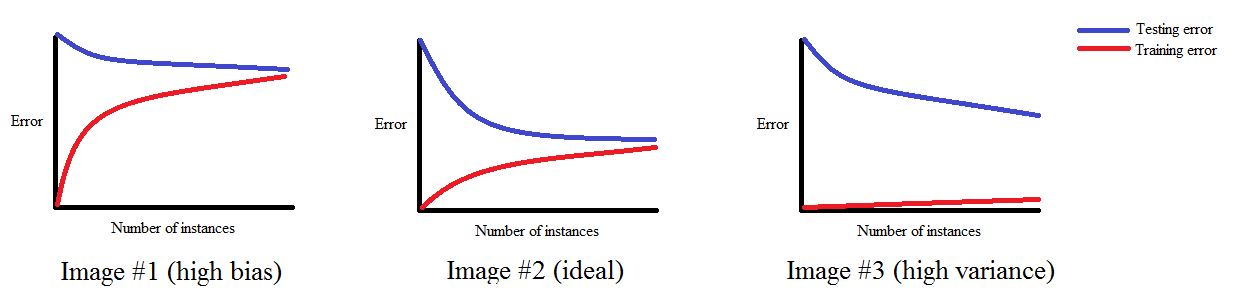 Testing error
Training error
Error
Number of instances
Image #1 (high bias)
Error
Number of instances
Image #2 (ideal)
Error
Number of instances
Image #3 (high variance)